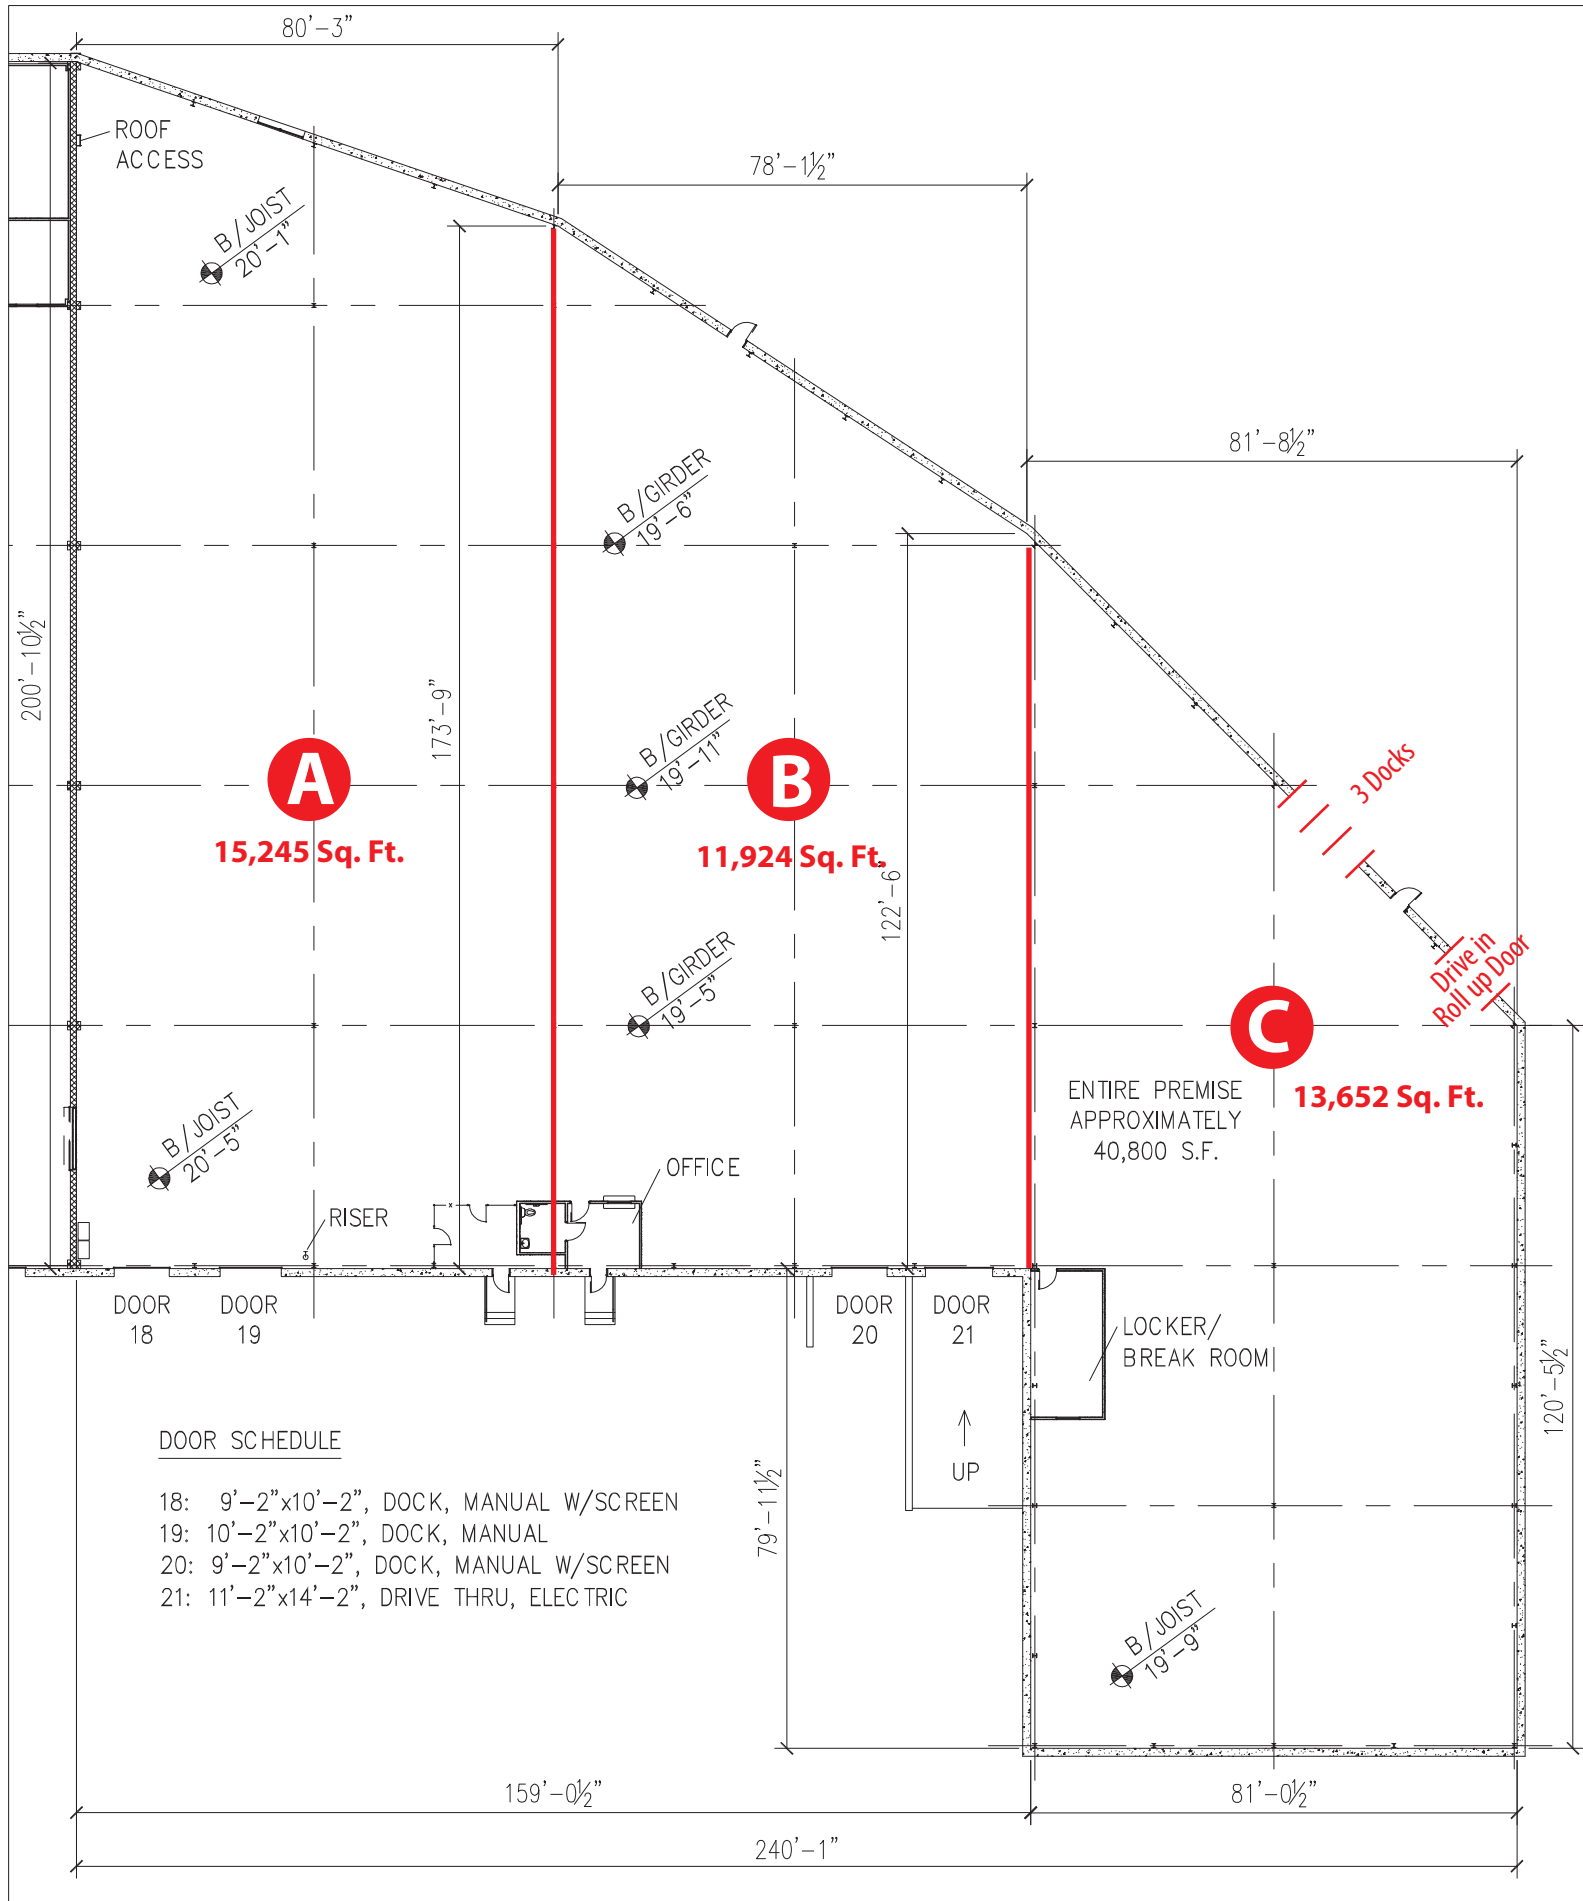 80'-3"
ROOF
ACCESS
78'-1½"
B/JOIST
20'-1"
81'-8½"
B/GIRDER
19'-6"
200'-10½"
173'-9"
B/GIRDER
19'-11"
3 Docks
A
B
15,245 Sq. Ft.
11,924 Sq. Ft.
122'-6"
B/GIRDER
19'-5"
Drive in
Roll up Door
C
ENTIRE PREMISE
APPROXIMATELY
40,800 S.F.
13,652 Sq. Ft.
B/JOIST
20'-5"
OFFICE
RISER
DOOR
18
DOOR
19
DOOR
20
DOOR
21
LOCKER/
BREAK ROOM
120'-5½"
UP
79'-11½"
DOOR SCHEDULE
18: 9'-2"x10'-2", DOCK, MANUAL W/SCREEN
19: 10'-2"x10'-2", DOCK, MANUAL
20: 9'-2"x10'-2", DOCK, MANUAL W/SCREEN
21: 11'-2"x14'-2", DRIVE THRU, ELECTRIC
B/JOIST
19'-9"
159'-0½"
81'-0½"
240'-1"